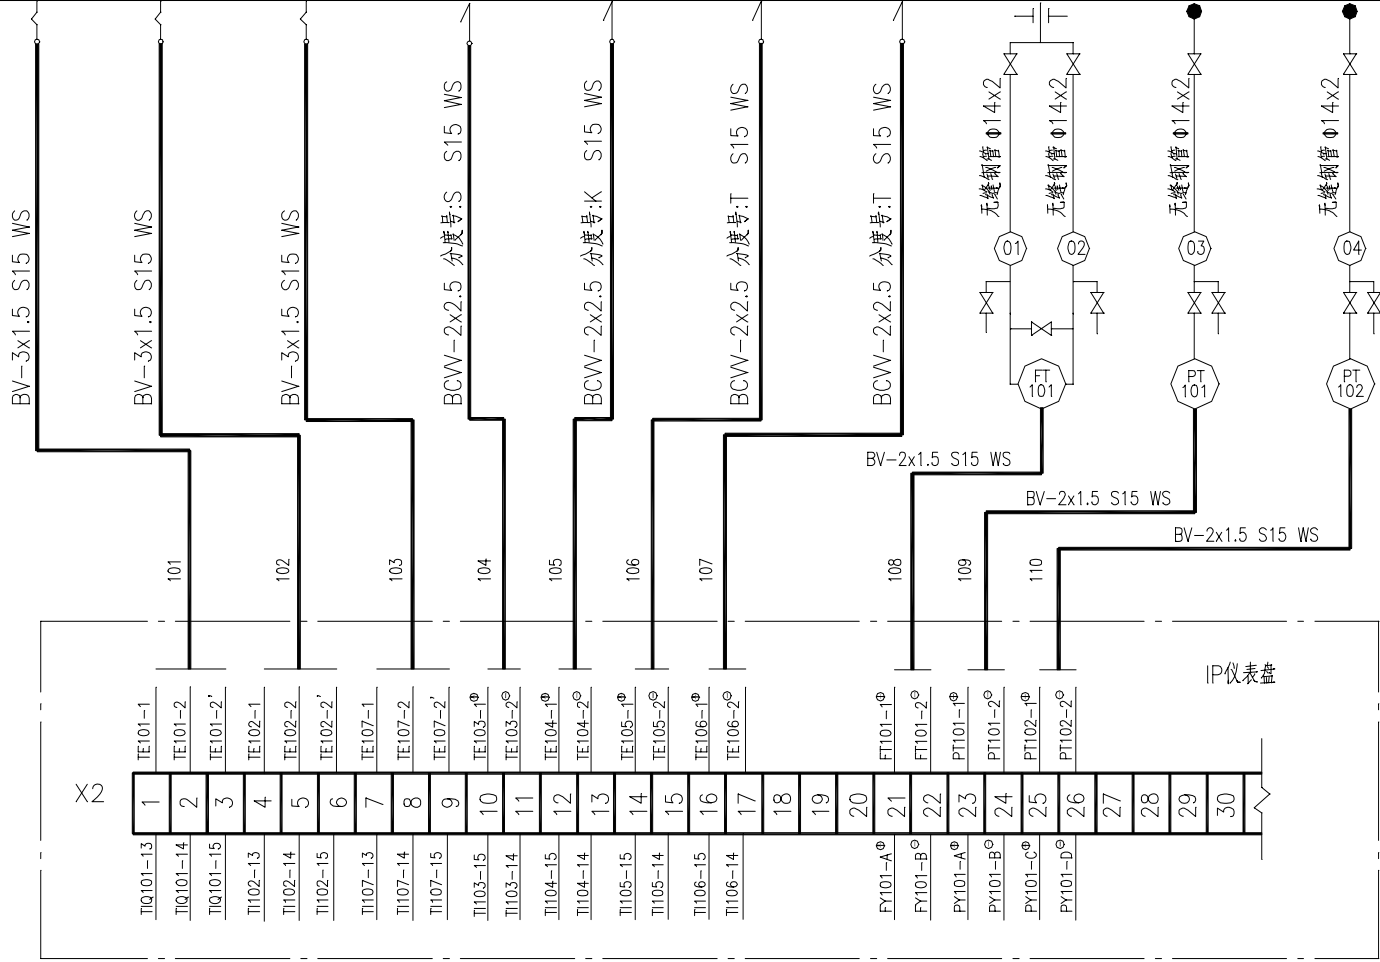 BV-3x1.5 S15 WS
BV-3x1.5 S15 WS
BV-3x1.5 S15 WS
BCVV-2x2.5 分度号:S S15 WS
BCVV-2x2.5 分度号:K S15 WS
BCVV-2x2.5 分度号:T S15 WS
BCVV-2x2.5 分度号:T S15 WS
无缝钢管 Φ14x2
无缝钢管 Φ14x2
无缝钢管 Φ14x2
无缝钢管 Φ14x2
01
02
03
04
FT
101
PT
101
PT
102
BV-2x1.5 S15 WS
BV-2x1.5 S15 WS
BV-2x1.5 S15 WS
101
102
103
104
105
106
107
108
109
110
IP仪表盘
TE101-1
TE101-2
TE101-2'
TE102-1
TE102-2
TE102-2'
TE107-1
TE107-2
TE107-2'
TE103-1⊕
TE103-2⊖
TE104-1⊕
TE104-2⊖
TE105-1⊕
TE105-2⊖
TE106-1⊕
TE106-2⊖
FT101-1⊕
FT101-2⊖
PT101-1⊕
PT101-2⊖
PT102-1⊕
PT102-2⊖
X2
1
2
3
4
5
6
7
8
9
10
11
12
13
14
15
16
17
18
19
20
21
22
23
24
25
26
27
28
29
30
TIQ101-13
TIQ101-14
TIQ101-15
TI102-13
TI102-14
TI102-15
TI107-13
TI107-14
TI107-15
TI103-15
TI103-14
TI104-15
TI104-14
TI105-15
TI105-14
TI106-15
TI106-14
FY101-A⊕
FY101-B⊖
PY101-A⊕
PY101-B⊖
PY101-C⊕
PY101-D⊖